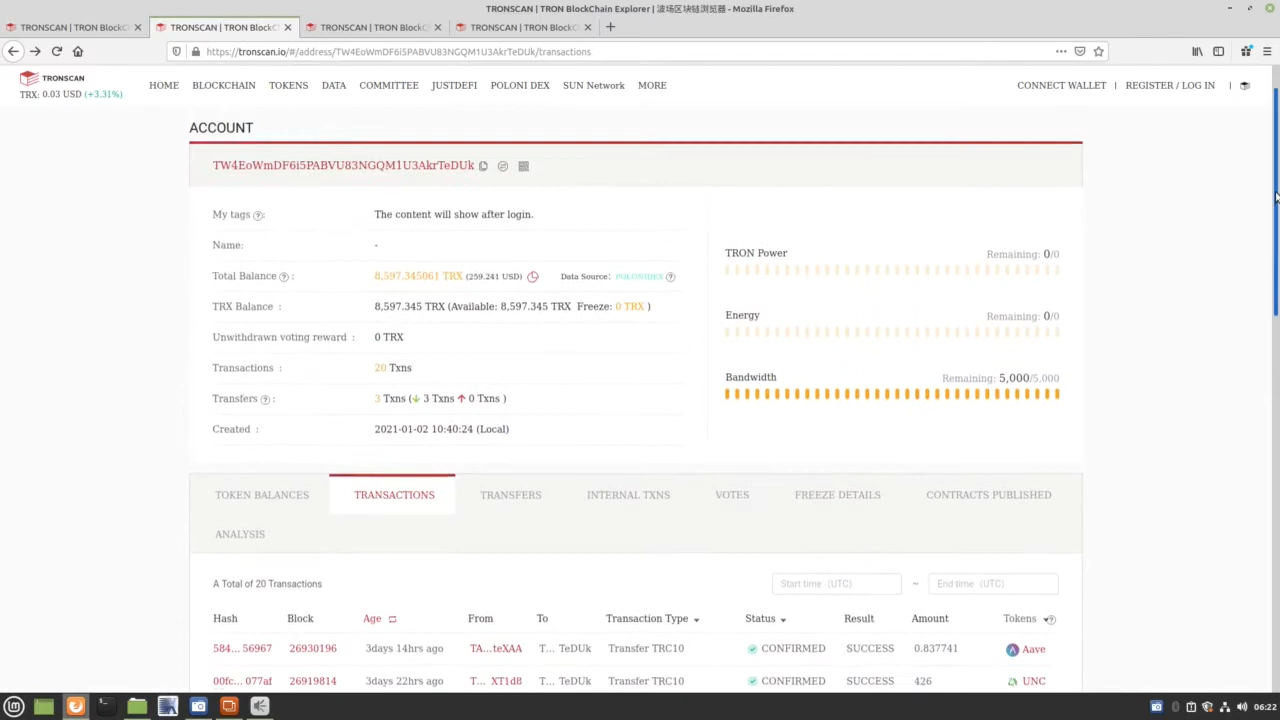 TRONSCAN | TRON BlockChain Explorer | 波场区块链浏览器 - Mozilla Firefox
TRONSCAN | TRON BlockC
TRONSCAN | TRON BlockC
TRONSCAN | TRON BlockC
TRONSCAN | TRON BlockC
https://tronscan.io/#/address/TW4EoWmDF6i5PABVU83NGQM1U3AkrTeDUk/transactions
TRONSCAN
TRX: 0.03 USD (+3.31%)
HOME BLOCKCHAIN TOKENS DATA COMMITTEE JUSTDEFI POLONI DEX SUN Network MORE
CONNECT WALLET | REGISTER / LOG IN |
ACCOUNT
TW4EoWmDF6i5PABVU83NGQM1U3AkrTeDUk
My tags ?: The content will show after login.
Name: -
Total Balance ? : 8,597.345061 TRX (259.241 USD) Data Source: POLONIDEX ?
TRX Balance : 8,597.345 TRX (Available: 8,597.345 TRX Freeze: 0 TRX )
Unwithdrawn voting reward : 0 TRX
Transactions : 20 Txns
Transfers ? : 3 Txns (↓ 3 Txns ↑ 0 Txns )
Created : 2021-01-02 10:40:24 (Local)
TRON Power Remaining: 0/0
Energy Remaining: 0/0
Bandwidth Remaining: 5,000/5,000
TOKEN BALANCES TRANSACTIONS TRANSFERS INTERNAL TXNS VOTES FREEZE DETAILS CONTRACTS PUBLISHED
ANALYSIS
A Total of 20 Transactions Start time (UTC) ~ End time (UTC)
Hash Block Age From To Transaction Type Status Result Amount Tokens ?
584... 56967 26930196 3days 14hrs ago TA...teXAA T... TeDUk Transfer TRC10 CONFIRMED SUCCESS 0.837741 Aave
00fc... 077af 26919814 3days 22hrs ago T... XT1d8 T... TeDUk Transfer TRC10 CONFIRMED SUCCESS 426 UNC
06:22